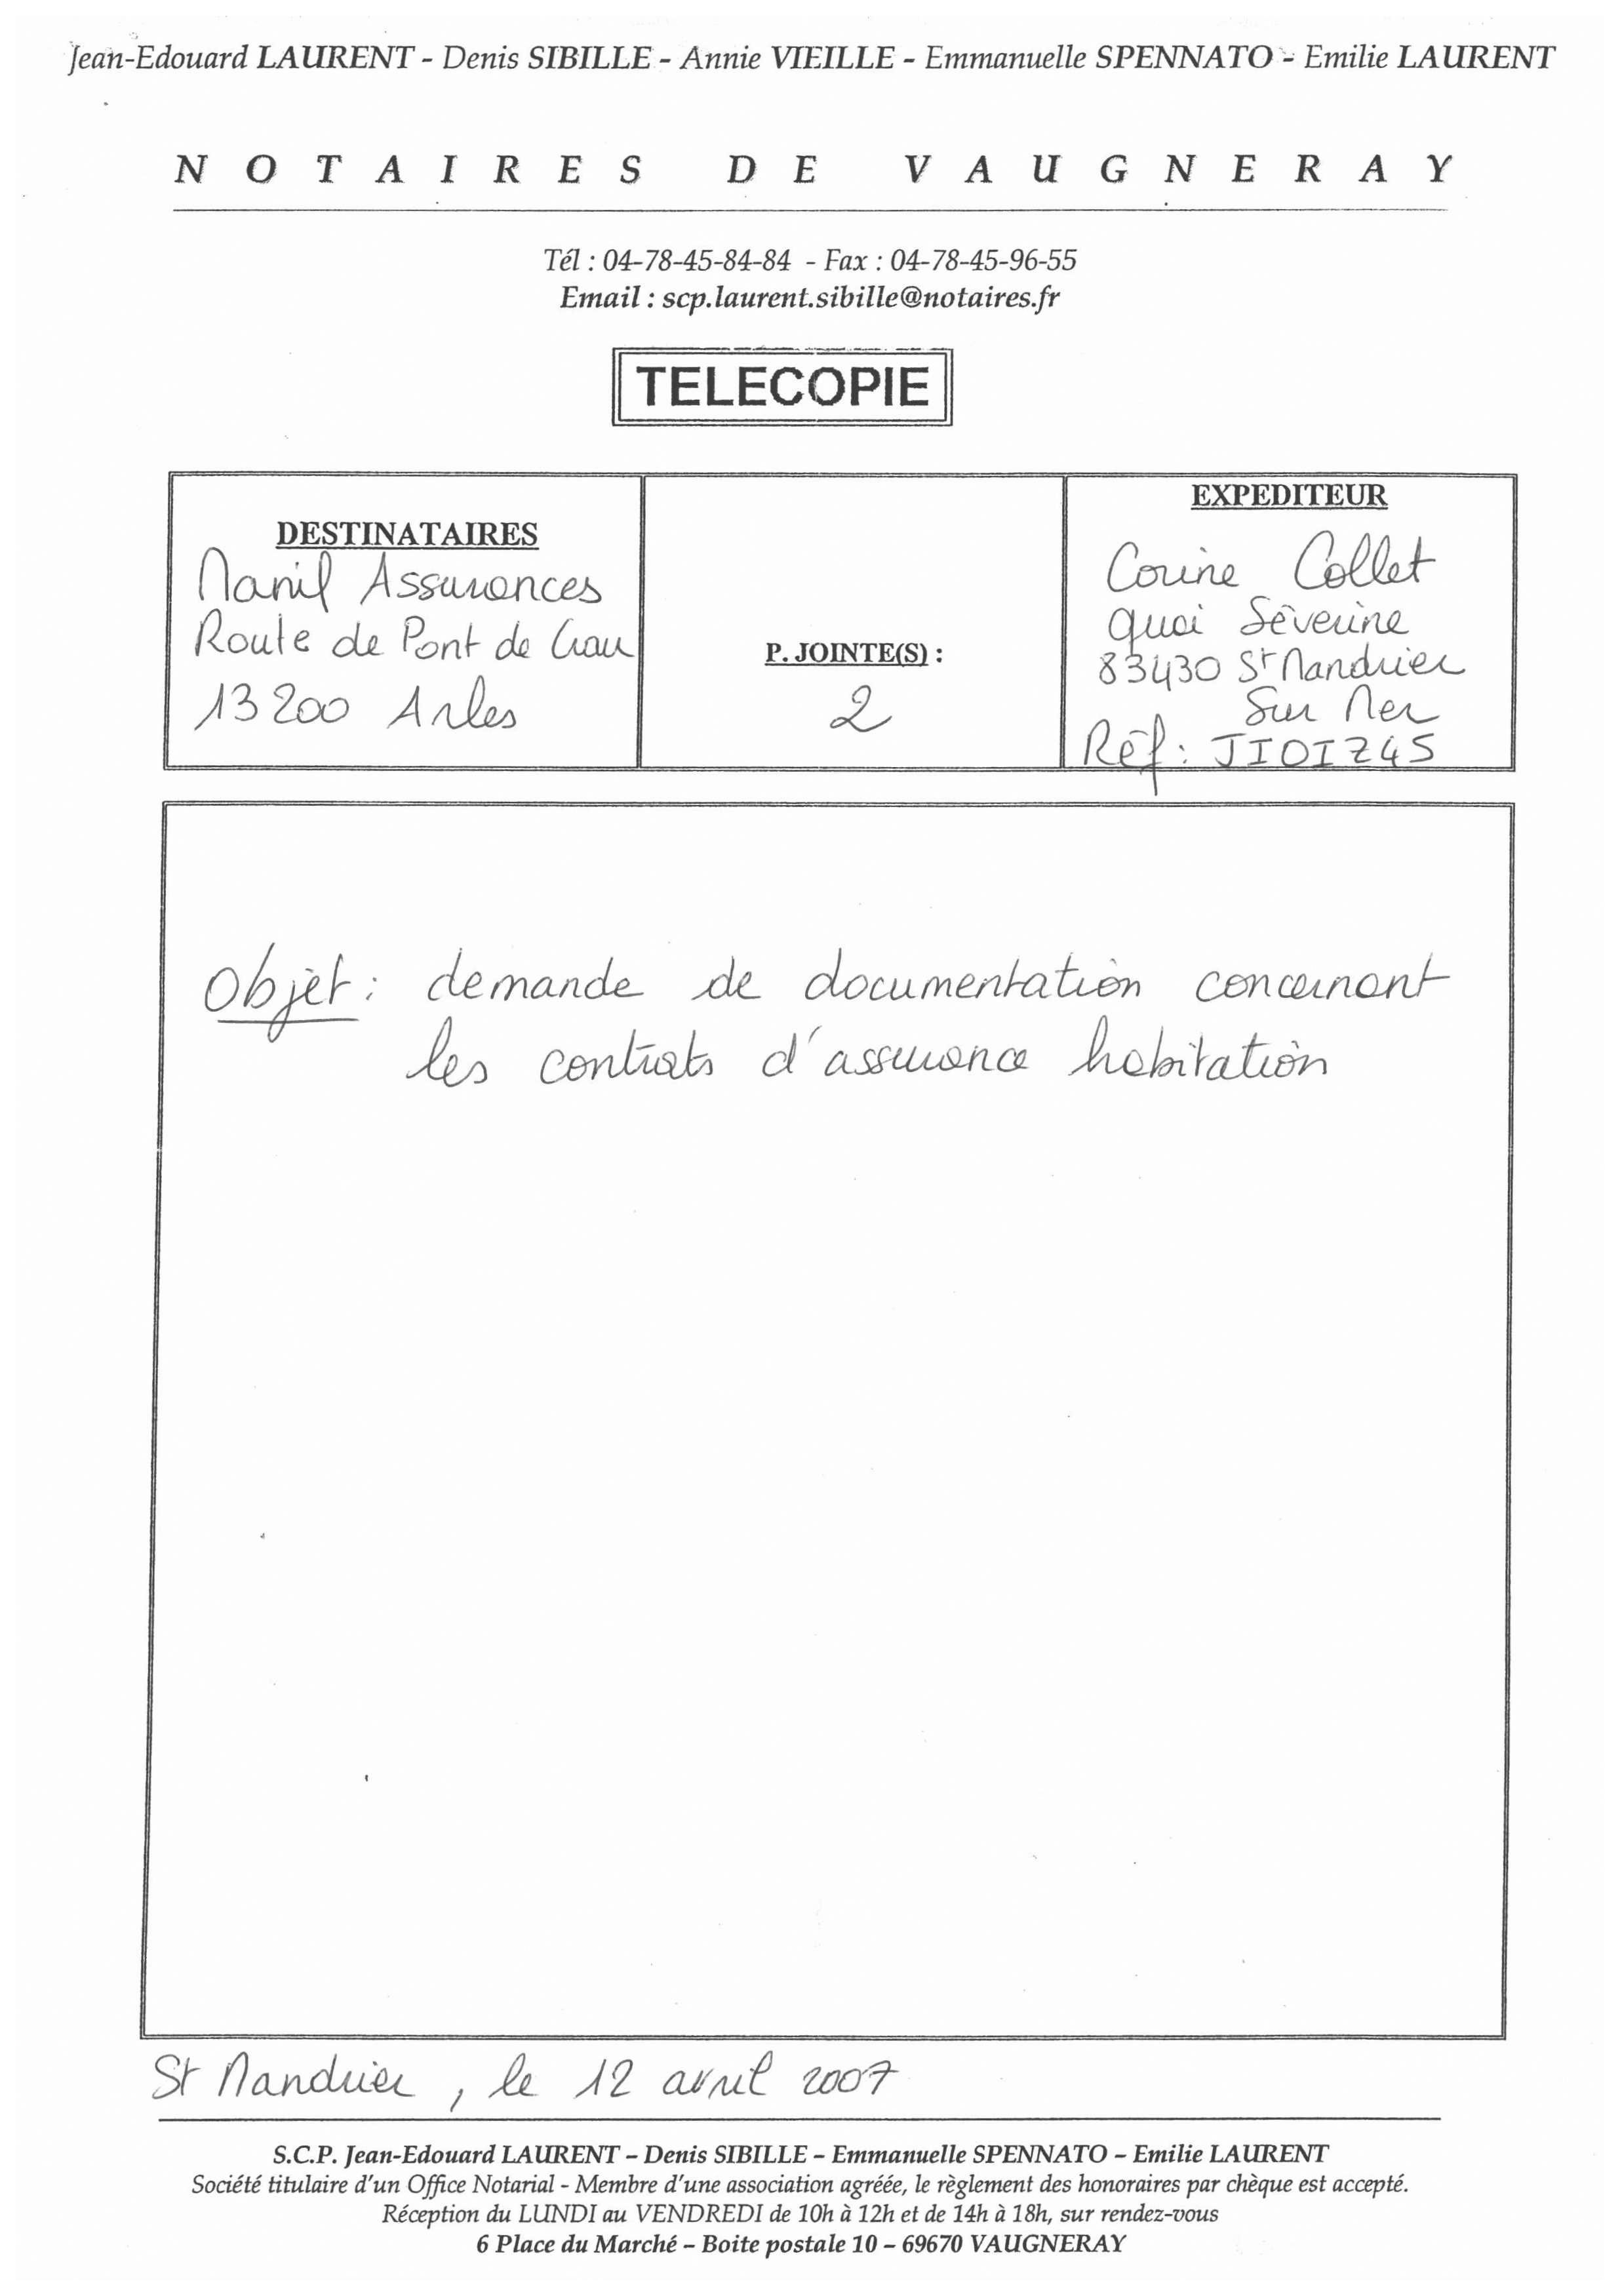 Jean-Edouard LAURENT - Denis SIBILLE - Annie VIEILLE - Emmanuelle SPENNATO - Emilie LAURENT
NOTAIRES DE VAUGNERAY
Tél : 04-78-45-84-84 - Fax : 04-78-45-96-55
Email : scp.laurent.sibille@notaires.fr
TELECOPIE
DESTINATAIRES
Manil Assurances
Route de Pont de Crau
13200 Arles
P. JOINTE(S) :
2
EXPEDITEUR
Corine Collet
quai Séverine
83430 St Mandrier
Sur Mer
Réf : JIOIZ45
Objet : demande de documentation concernant
les contrats d'assurance habitation
St Mandrier, le 12 avril 2007
S.C.P. Jean-Edouard LAURENT – Denis SIBILLE – Emmanuelle SPENNATO – Emilie LAURENT
Société titulaire d'un Office Notarial - Membre d'une association agréée, le règlement des honoraires par chèque est accepté.
Réception du LUNDI au VENDREDI de 10h à 12h et de 14h à 18h, sur rendez-vous
6 Place du Marché – Boite postale 10 – 69670 VAUGNERAY